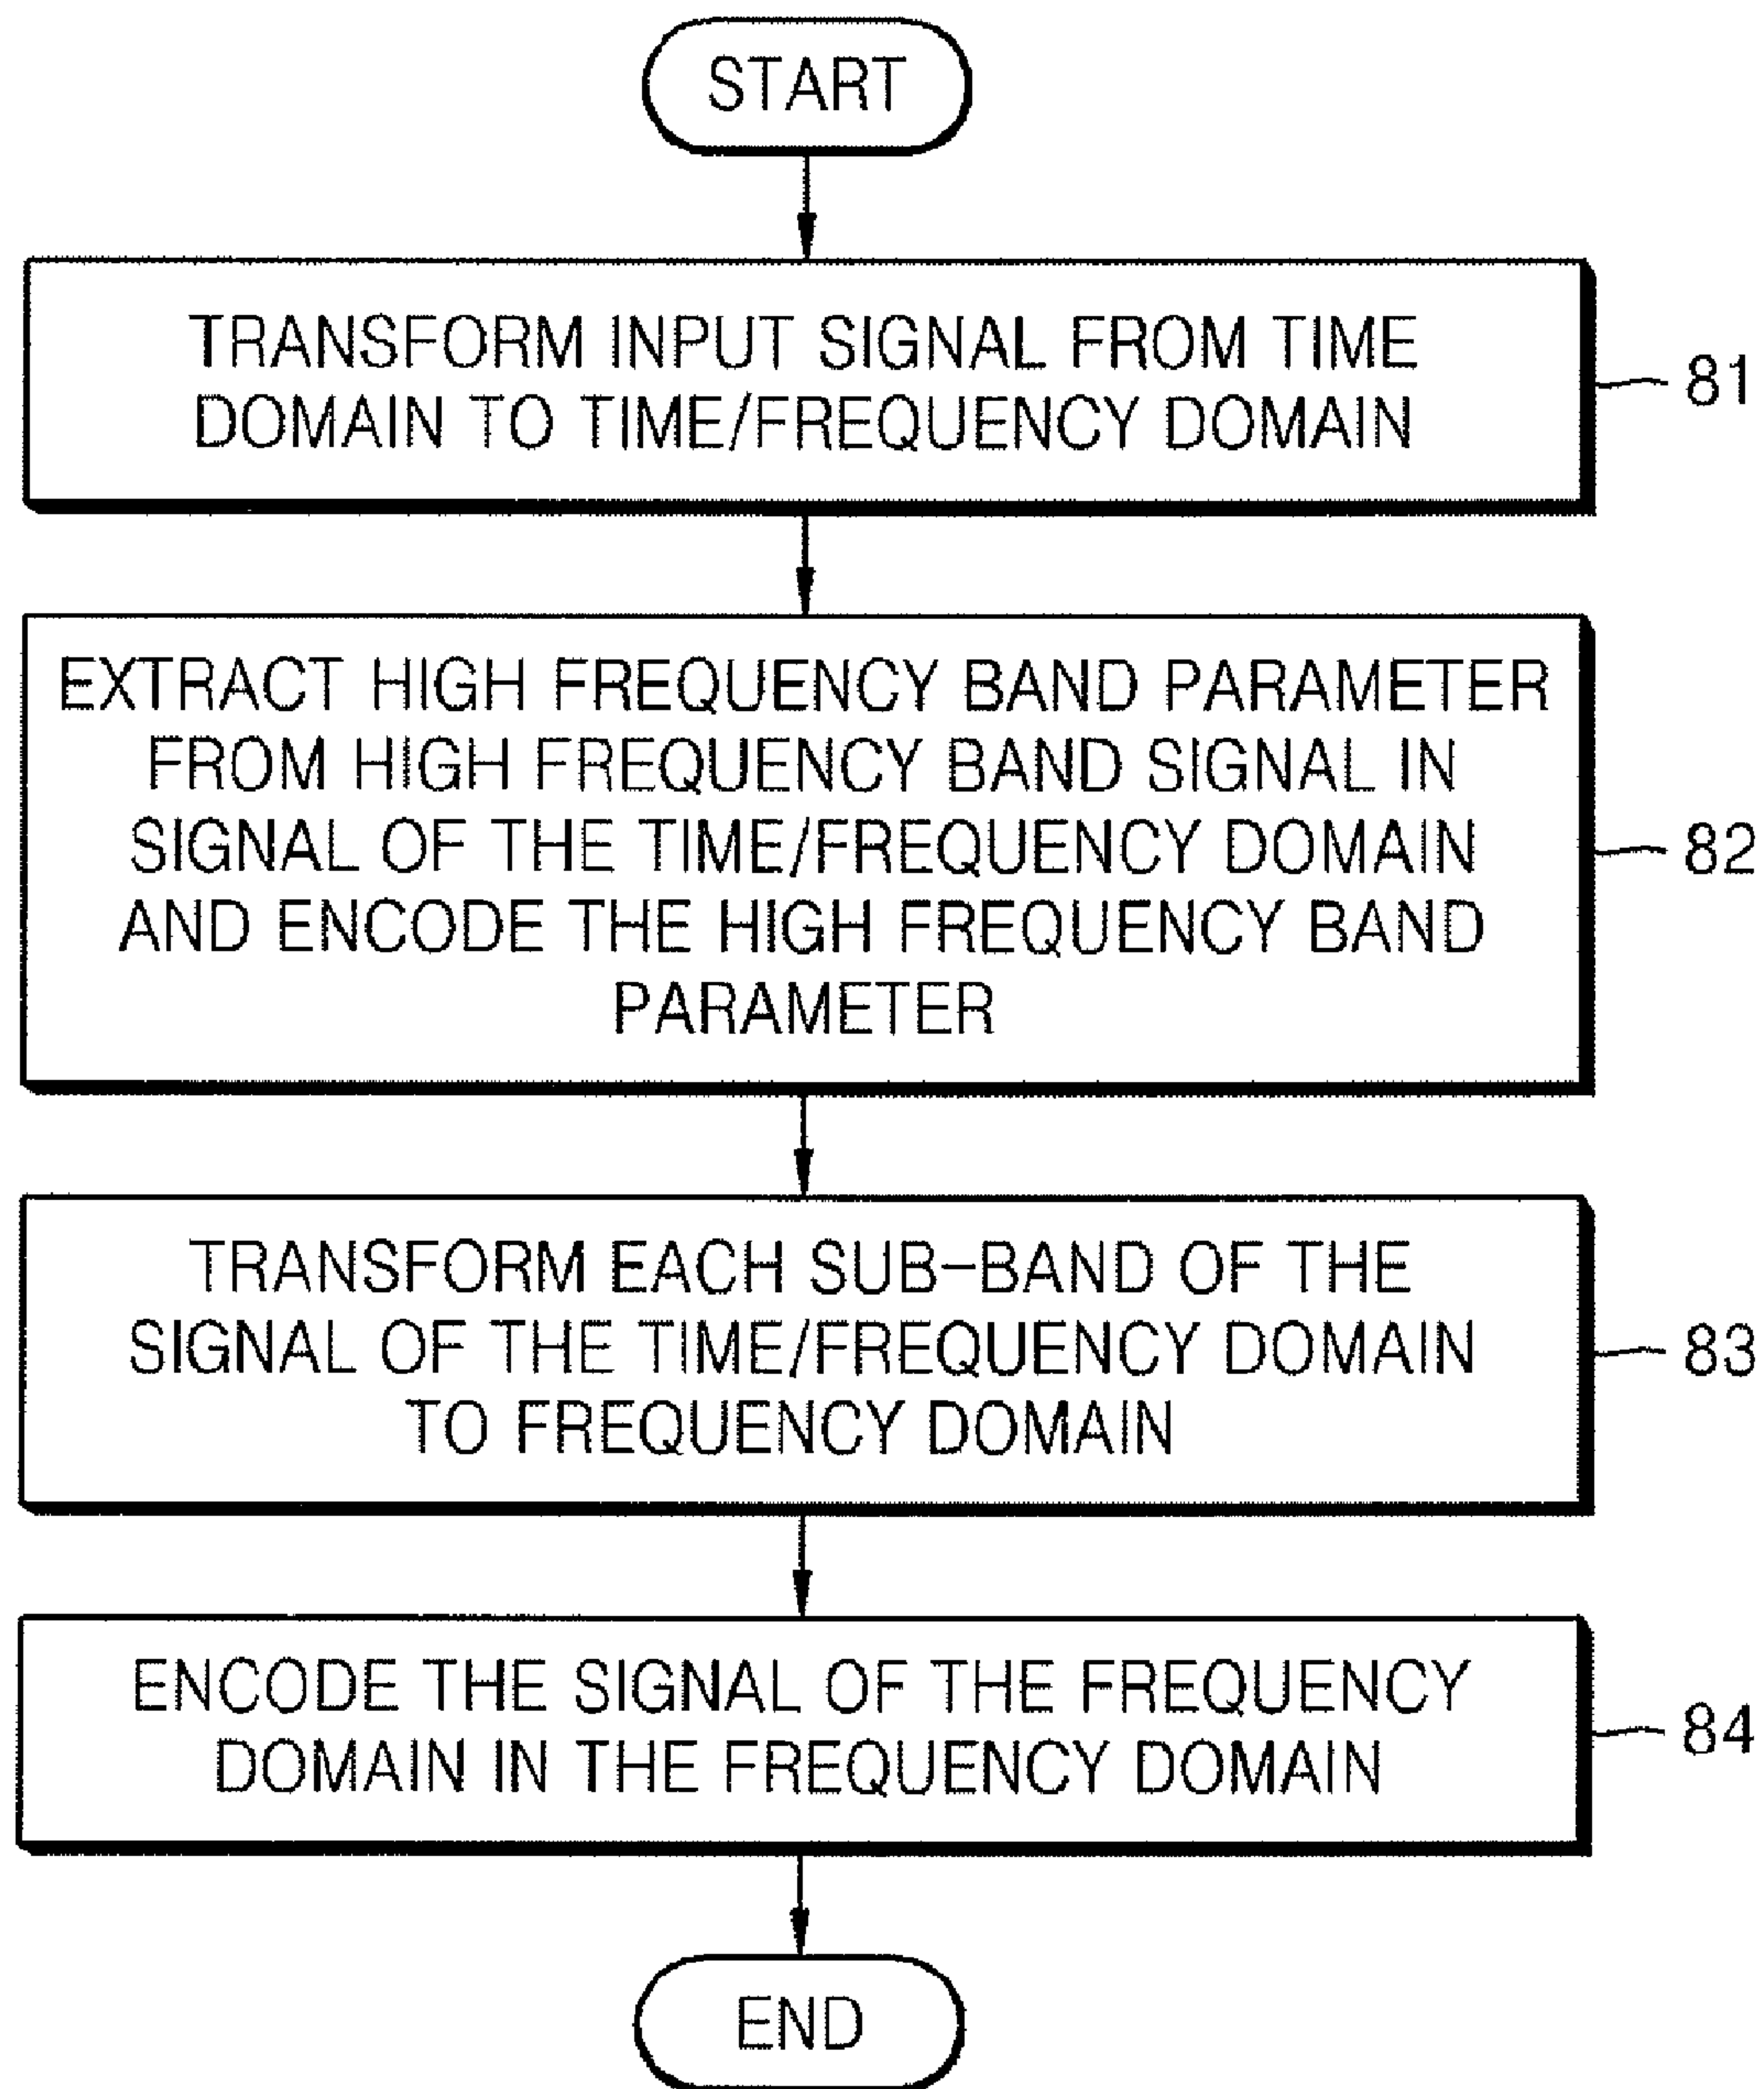 START
TRANSFORM INPUT SIGNAL FROM TIME
DOMAIN TO TIME/FREQUENCY DOMAIN
81
EXTRACT HIGH FREQUENCY BAND PARAMETER
FROM HIGH FREQUENCY BAND SIGNAL IN
SIGNAL OF THE TIME/FREQUENCY DOMAIN
AND ENCODE THE HIGH FREQUENCY BAND
PARAMETER
82
TRANSFORM EACH SUB-BAND OF THE
SIGNAL OF THE TIME/FREQUENCY DOMAIN
TO FREQUENCY DOMAIN
83
ENCODE THE SIGNAL OF THE FREQUENCY
DOMAIN IN THE FREQUENCY DOMAIN
84
END